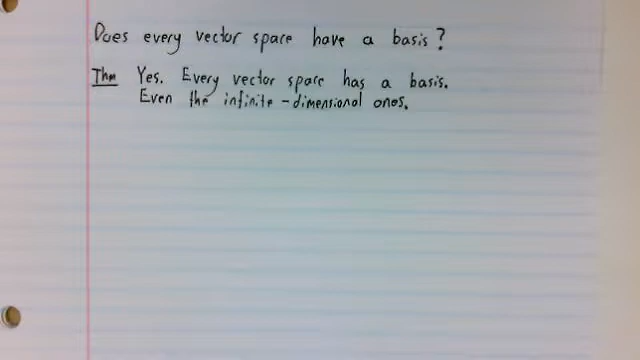 Does every vector space have a basis?
Thm Yes. Every vector space has a basis.
Even the infinite-dimensional ones.